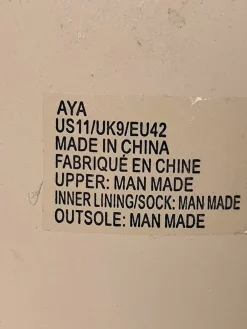 AYA
US11/UK9/EU42
MADE IN CHINA
FABRIQUÉ EN CHINE
UPPER: MAN MADE
INNER LINING/SOCK: MAN MADE
OUTSOLE: MAN MADE